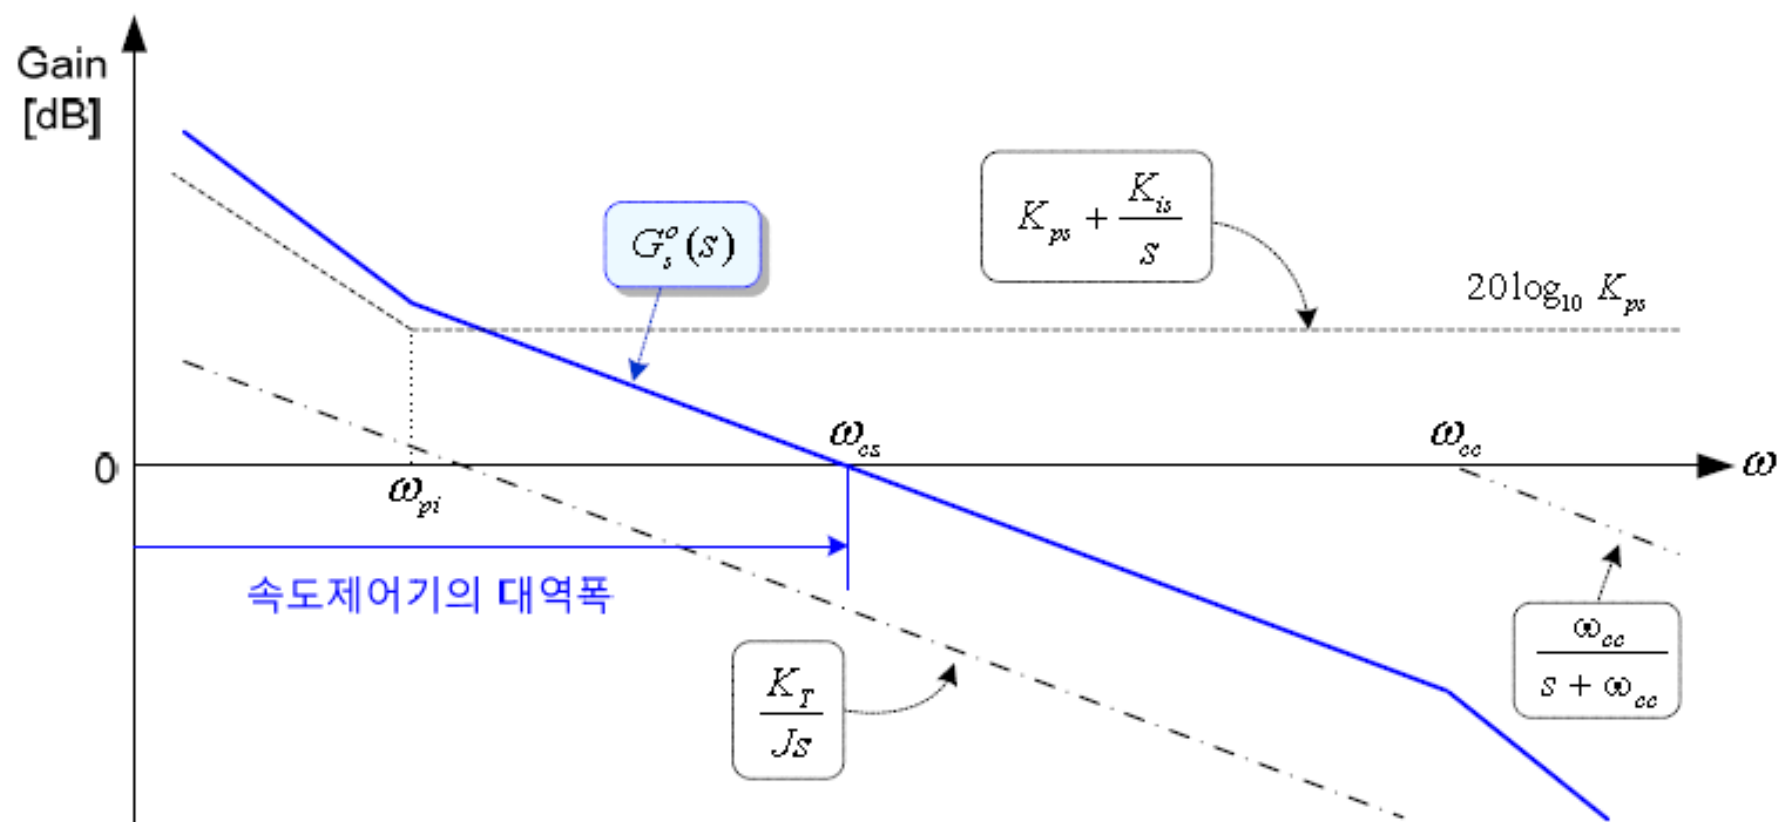 Gain
[dB]
G_s^o(s)
K_ps + K_is/s
20log₁₀ K_ps
ω_cs
ω_cc
0
ω
ω_pi
속도제어기의 대역폭
K_T/Js
ω_cc/(s + ω_cc)